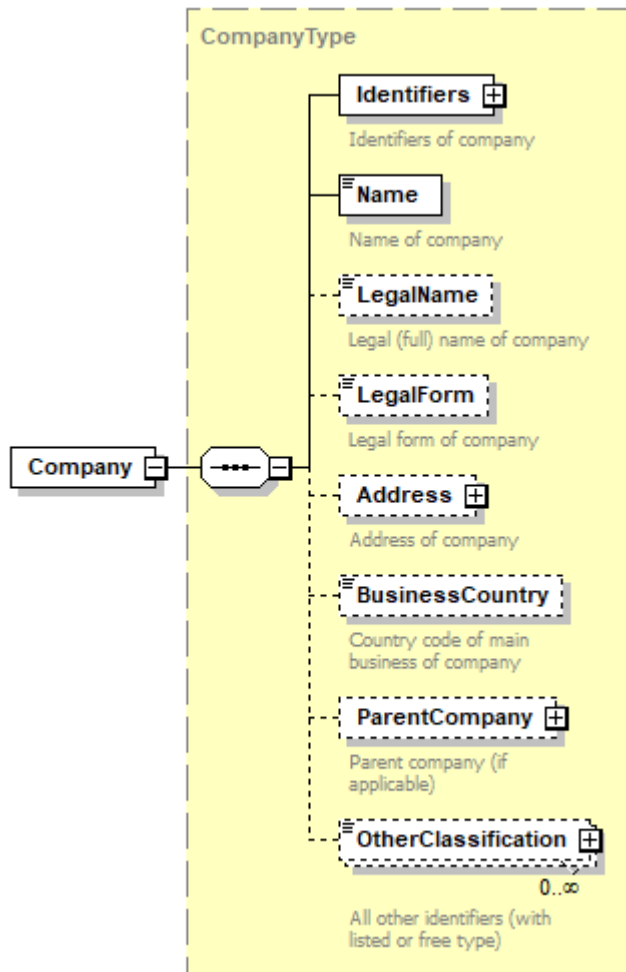 CompanyType
Identifiers
Identifiers of company
Name
Name of company
LegalName
Legal (full) name of company
LegalForm
Legal form of company
Company
Address
Address of company
BusinessCountry
Country code of main
business of company
ParentCompany
Parent company (if
applicable)
OtherClassification
0..∞
All other identifiers (with
listed or free type)